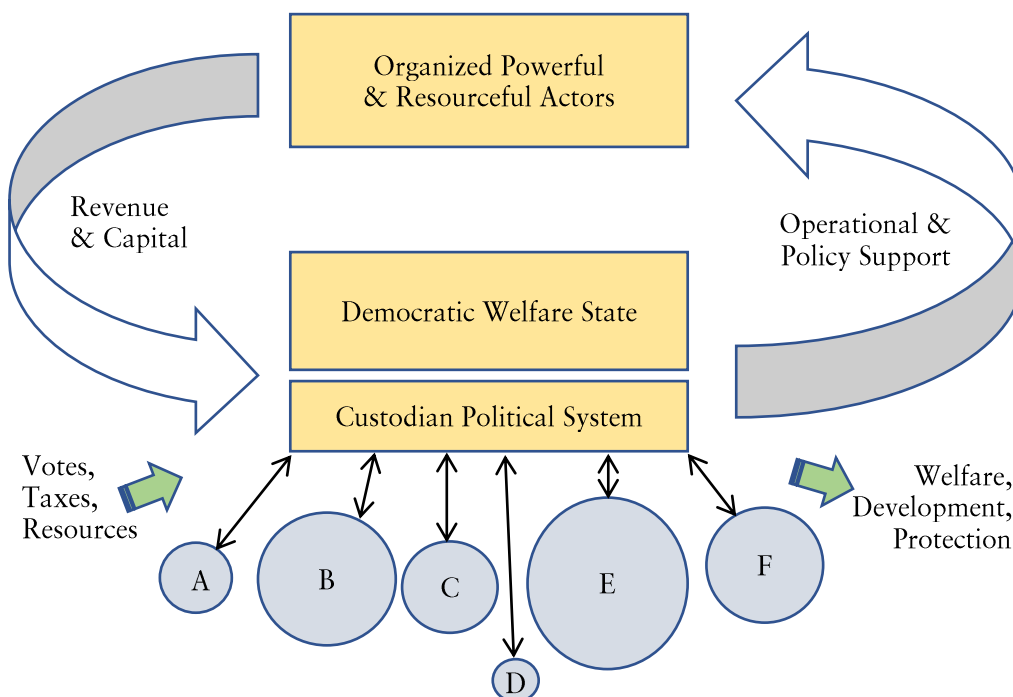 Organized Powerful
& Resourceful Actors
Revenue
& Capital
Operational &
Policy Support
Democratic Welfare State
Custodian Political System
Votes,
Taxes,
Resources
Welfare,
Development,
Protection
A
B
C
D
E
F